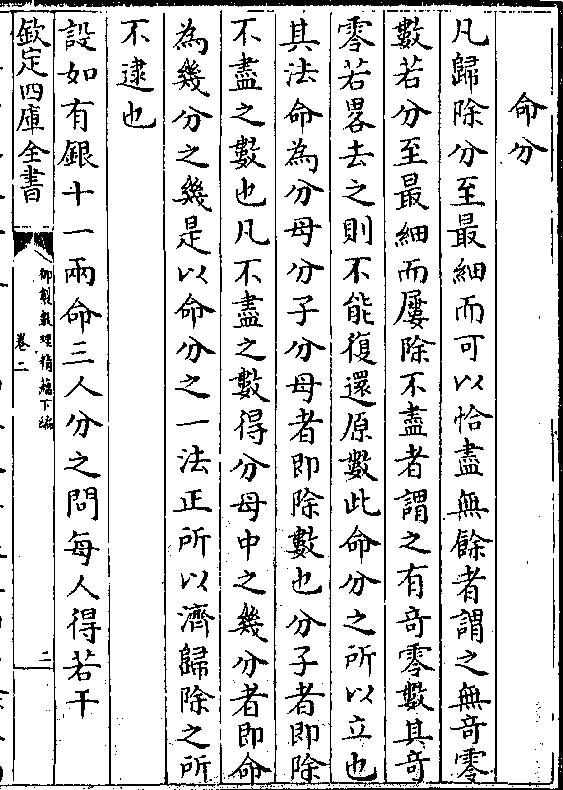 命分
凡歸除分至最細而可以恰盡無餘者謂之無竒零
數若分至最細而屢除不盡者謂之有竒零數其竒
零若畧去之則不能復還原數此命分之所以立也
其法命為分母分子分母者即除數也分子者即除
不盡之數也凡不盡之數得分母中之幾分者即命
為幾分之幾是以命分之一法正所以濟歸除之所
不逮也
設如有銀十一兩命三人分之問每人得若干
欽定四庫全書
御製數理精蘊下編
卷二
二